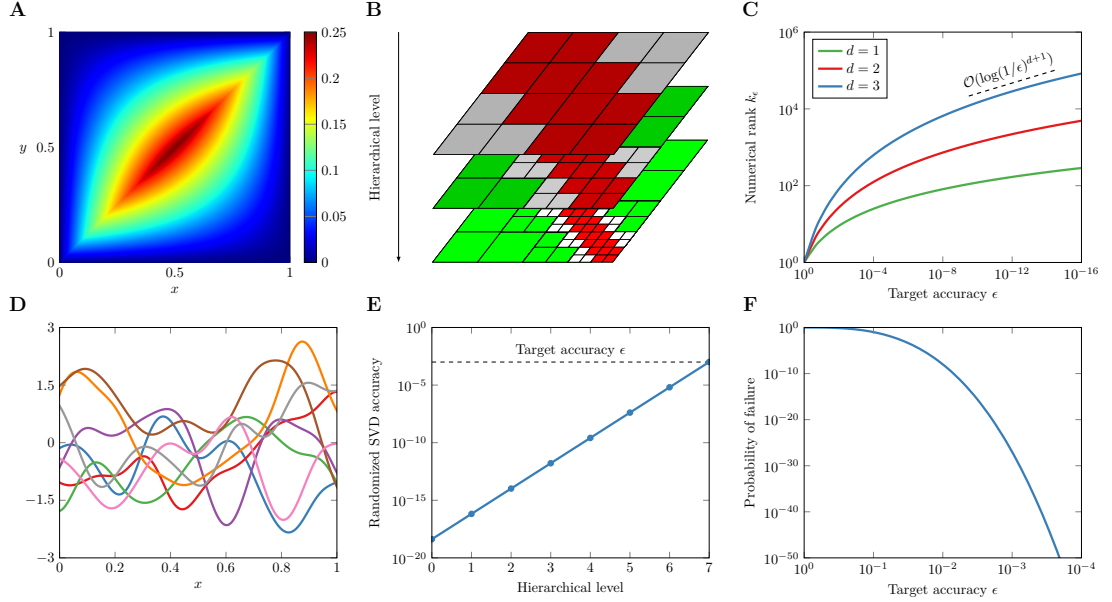 A
1
0.5
0
y
0
0.5
1
x
0.25
0.2
0.15
0.1
0.05
0
B
Hierarchical level
C
10^6
10^4
10^2
10^0
Numerical rank k_ϵ
d = 1
d = 2
d = 3
O(log(1/ϵ)^{d+1})
10^0
10^−4
10^−8
10^−12
10^−16
Target accuracy ϵ
D
3
1.5
0
−1.5
−3
0
0.2
0.4
0.6
0.8
1
x
E
10^0
10^−5
10^−10
10^−15
10^−20
Randomized SVD accuracy
Target accuracy ϵ
0
1
2
3
4
5
6
7
Hierarchical level
F
10^0
10^−10
10^−20
10^−30
10^−40
10^−50
Probability of failure
10^0
10^−1
10^−2
10^−3
10^−4
Target accuracy ϵ